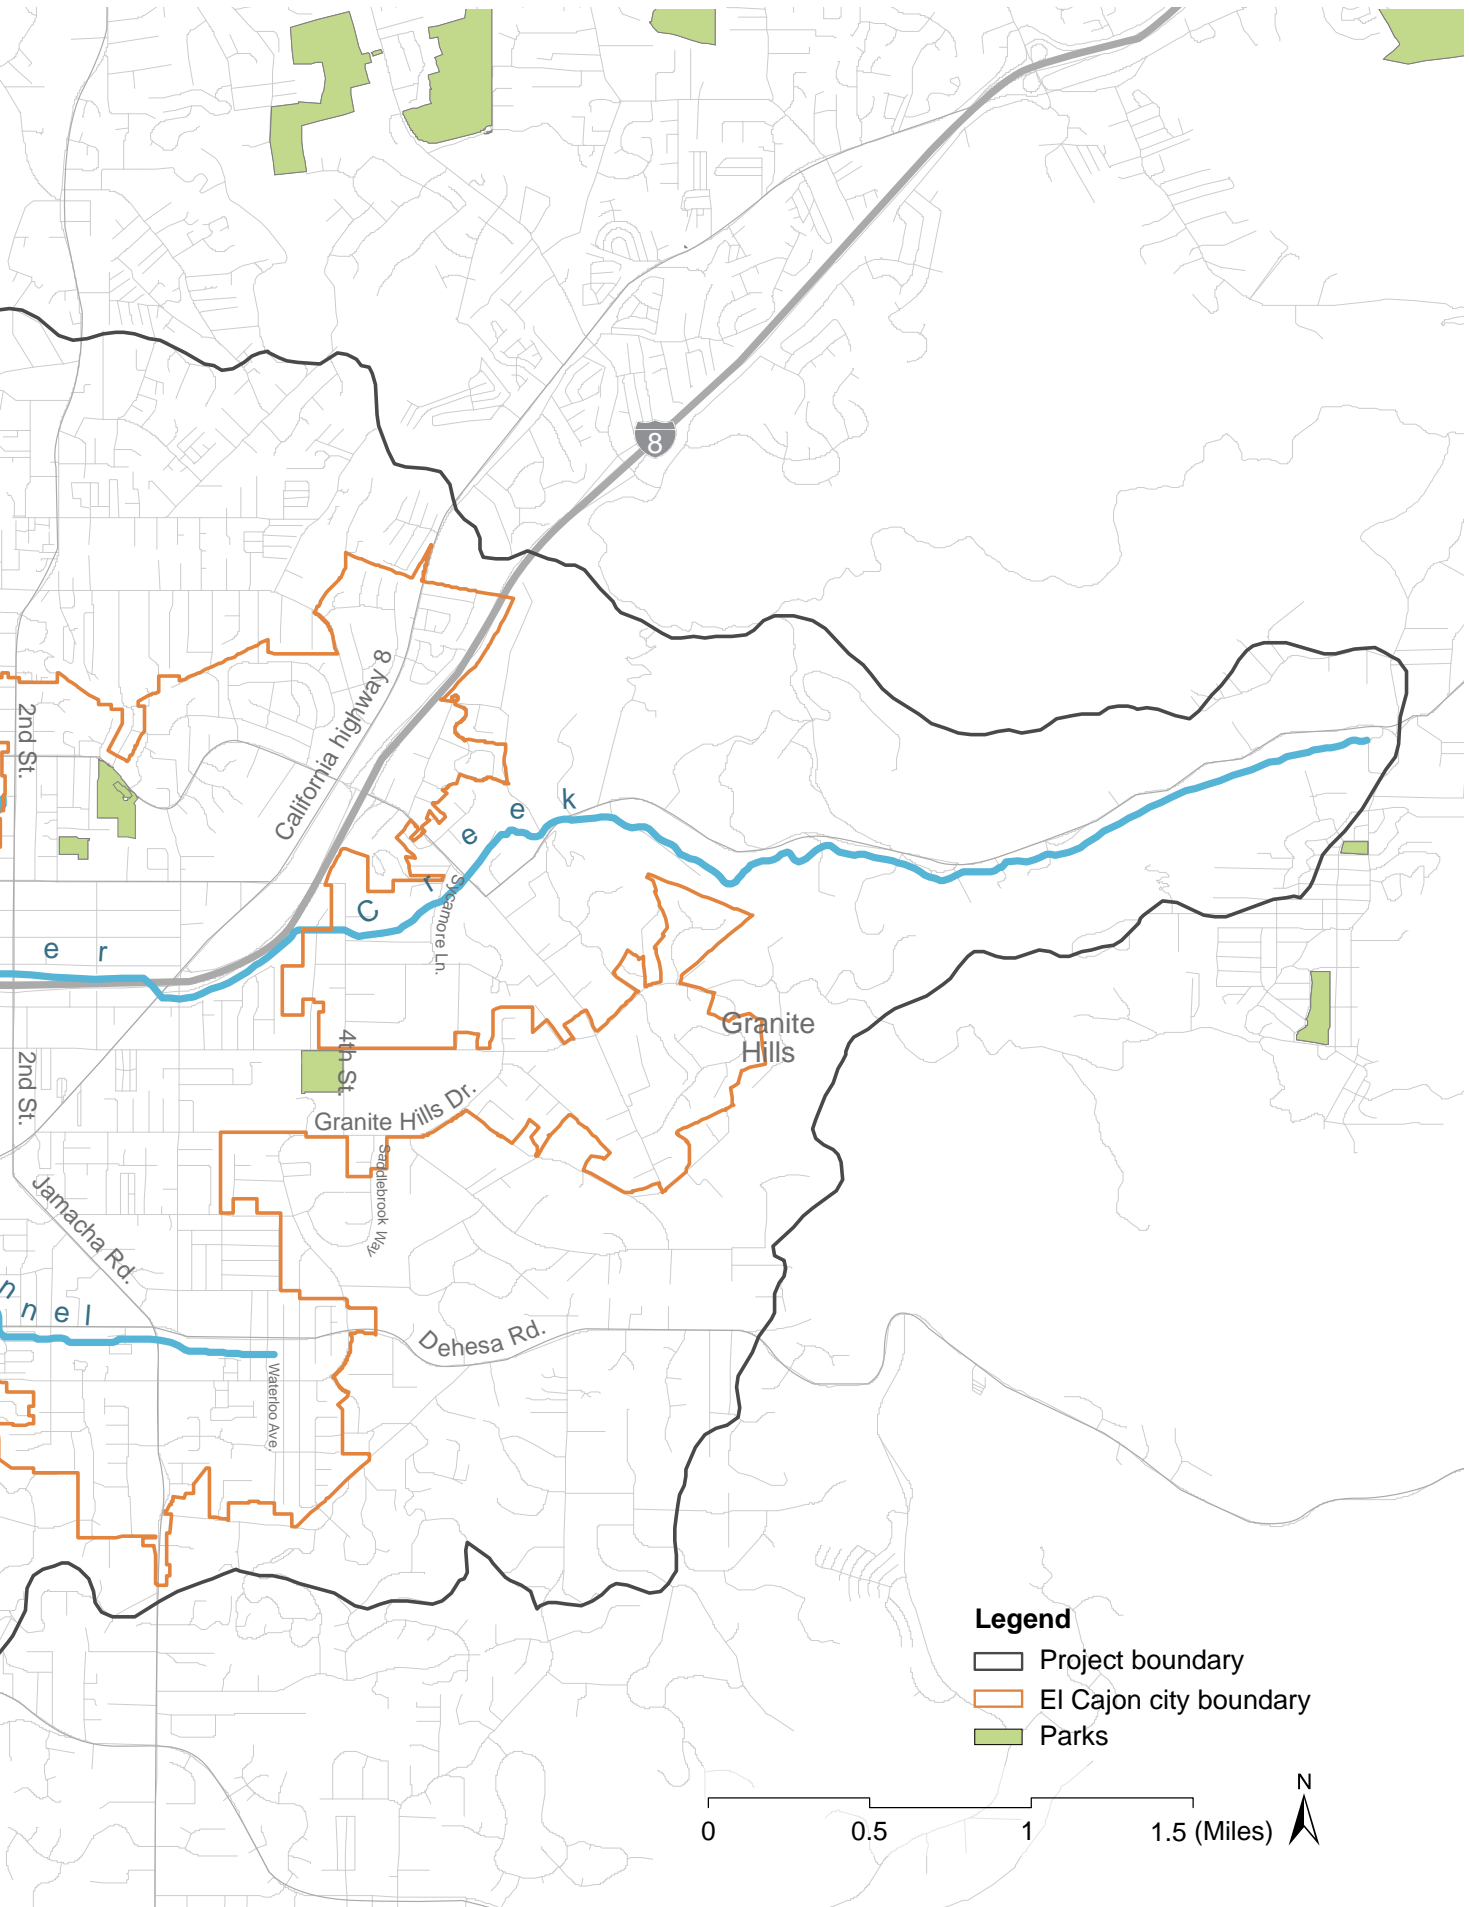 8
California highway 8
2nd St.
C r e e k
Sycamore Ln.
e r
Granite
Hills
2nd St.
4th St.
Granite Hills Dr.
Saddlebrook Way
Jamacha Rd.
n n e l
Dehesa Rd.
Waterloo Ave,
Legend
Project boundary
El Cajon city boundary
Parks
N
0 0.5 1 1.5 (Miles)